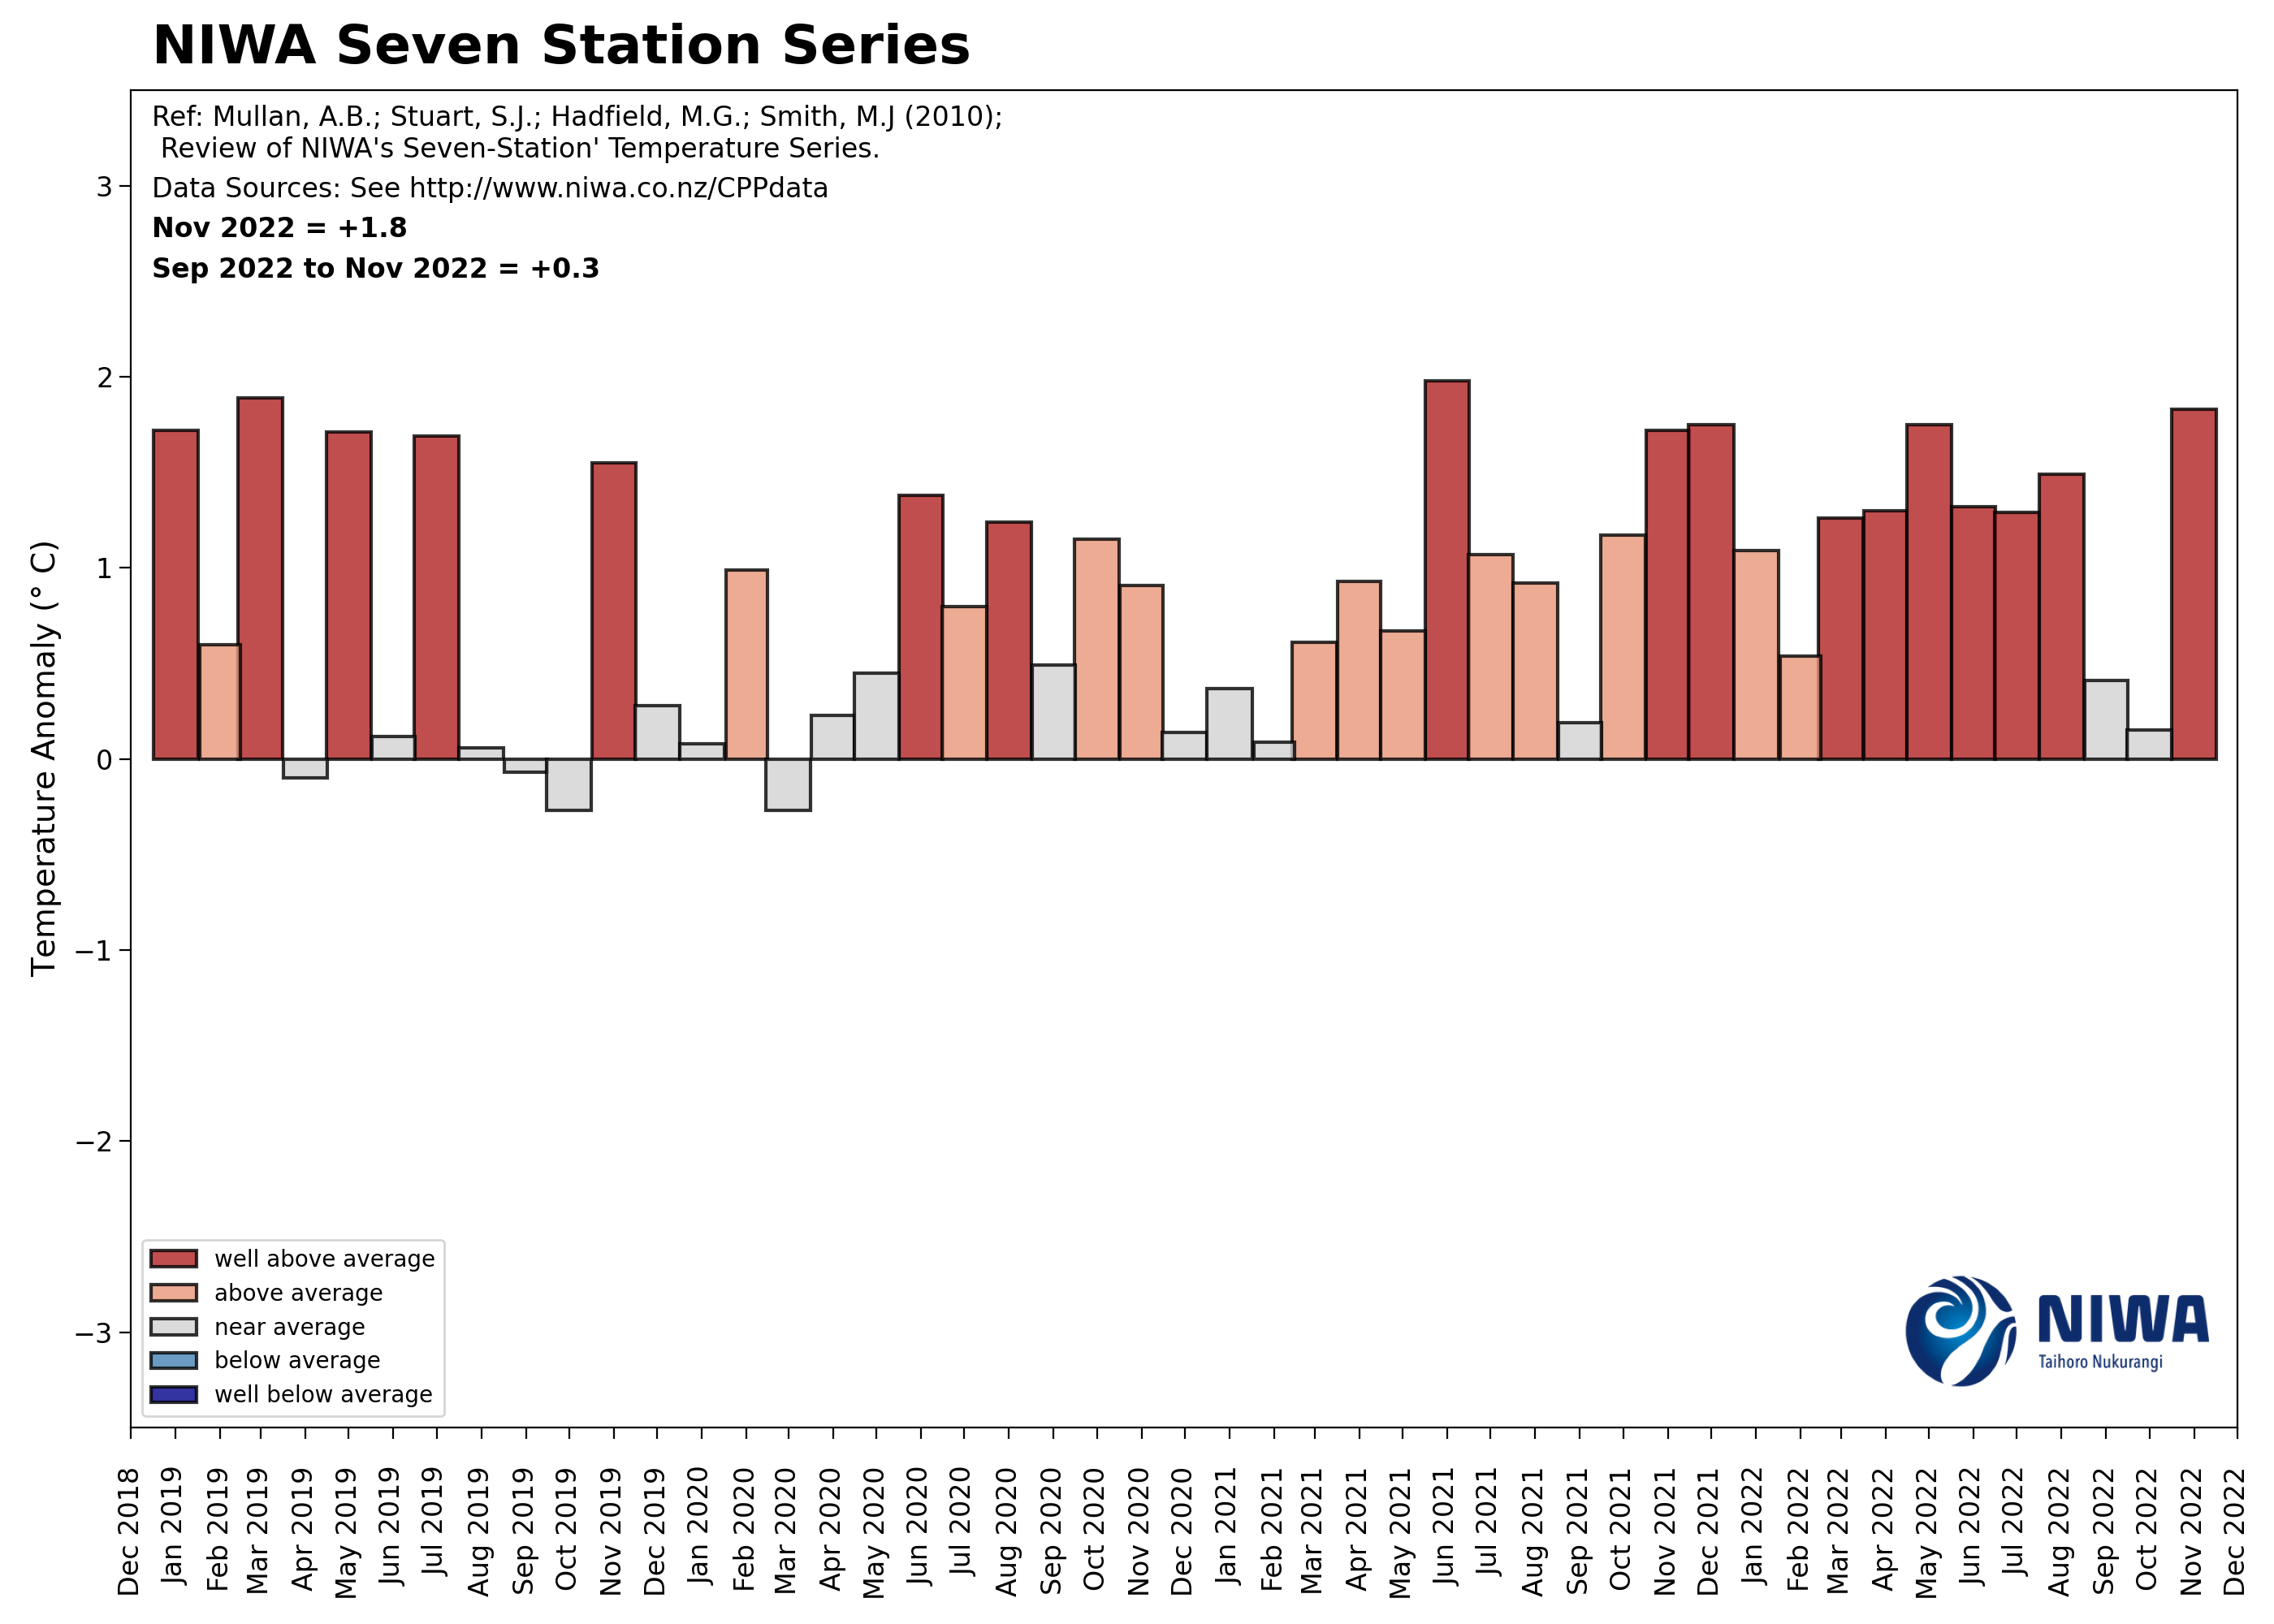 NIWA Seven Station Series
Ref: Mullan, A.B.; Stuart, S.J.; Hadfield, M.G.; Smith, M.J (2010);
Review of NIWA's Seven-Station' Temperature Series.
Data Sources: See http://www.niwa.co.nz/CPPdata
Nov 2022 = +1.8
Sep 2022 to Nov 2022 = +0.3
Temperature Anomaly (° C)
3
2
1
0
−1
−2
−3
well above average
above average
near average
below average
well below average
NIWA
Taihoro Nukurangi
Dec 2018
Jan 2019
Feb 2019
Mar 2019
Apr 2019
May 2019
Jun 2019
Jul 2019
Aug 2019
Sep 2019
Oct 2019
Nov 2019
Dec 2019
Jan 2020
Feb 2020
Mar 2020
Apr 2020
May 2020
Jun 2020
Jul 2020
Aug 2020
Sep 2020
Oct 2020
Nov 2020
Dec 2020
Jan 2021
Feb 2021
Mar 2021
Apr 2021
May 2021
Jun 2021
Jul 2021
Aug 2021
Sep 2021
Oct 2021
Nov 2021
Dec 2021
Jan 2022
Feb 2022
Mar 2022
Apr 2022
May 2022
Jun 2022
Jul 2022
Aug 2022
Sep 2022
Oct 2022
Nov 2022
Dec 2022